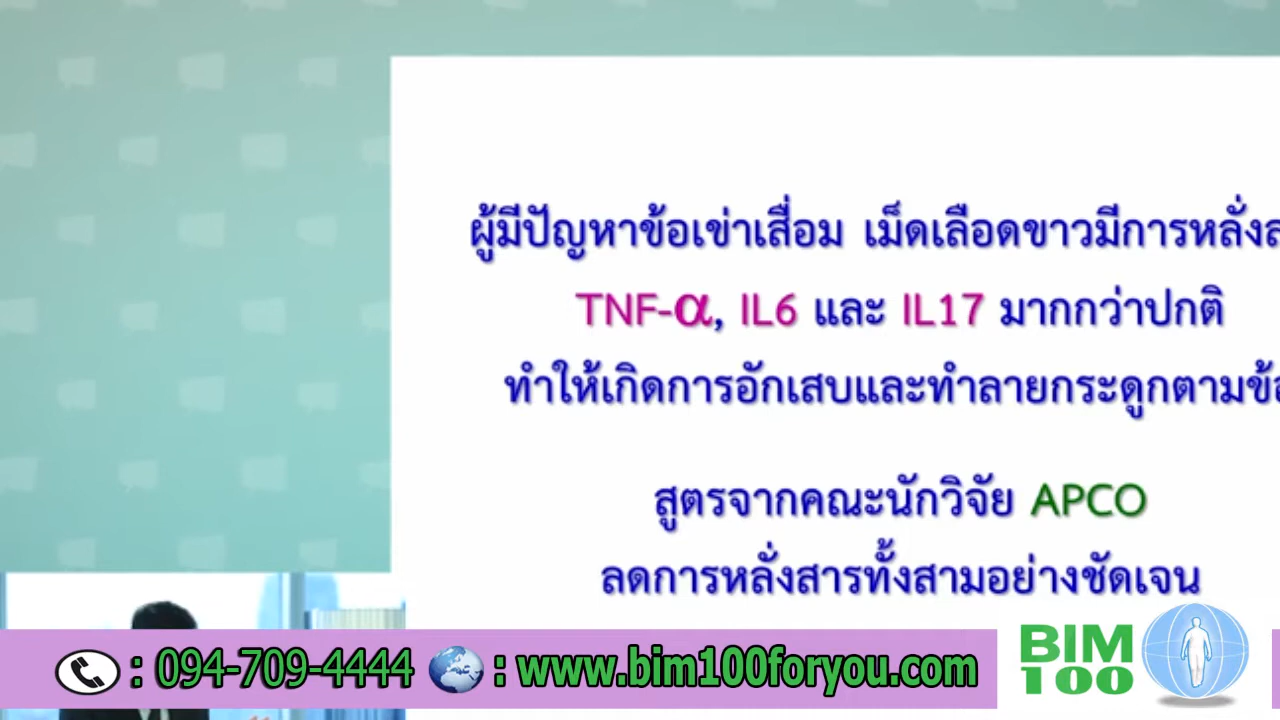 ผู้มีปัญหาข้อเข่าเสื่อม เม็ดเลือดขาวมีการหลั่ง
TNF-α, IL6 และ IL17 มากกว่าปกติ
ทำให้เกิดการอักเสบและทำลายกระดูกตาม
สูตรจากคณะนักวิจัย APCO
ลดการหลั่งสารทั้งสามอย่างชัดเจน
: 094-709-4444 : www.bim100foryou.com
BIM
100